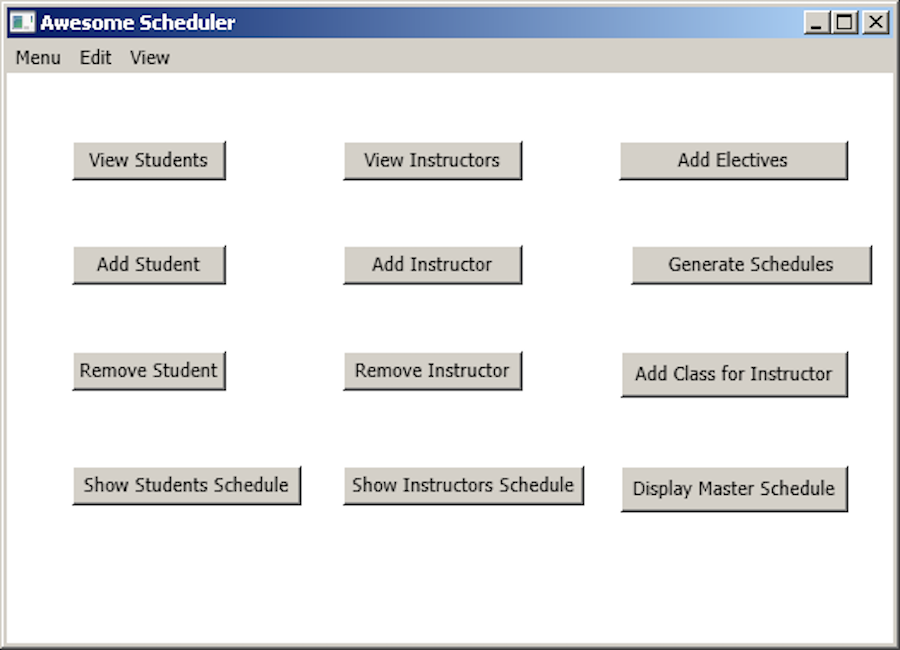 Awesome Scheduler
Menu Edit View
View Students View Instructors Add Electives
Add Student Add Instructor Generate Schedules
Remove Student Remove Instructor Add Class for Instructor
Show Students Schedule Show Instructors Schedule Display Master Schedule